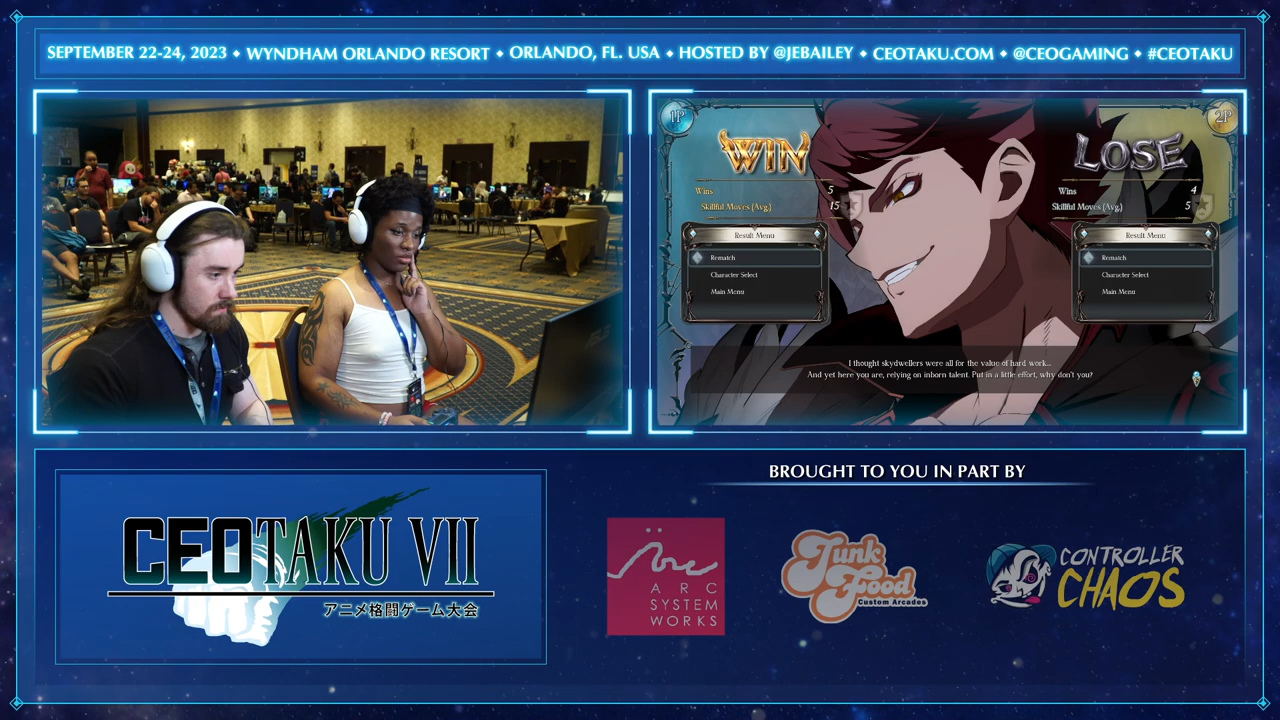 SEPTEMBER 22-24, 2023 ◆ WYNDHAM ORLANDO RESORT ◆ ORLANDO, FL. USA ◆ HOSTED BY @JEBAILEY ◆ CEOTAKU.COM ◆ @CEOGAMING ◆ #CEOTAKU
1P
2P
WIN
LOSE
Wins 5
Wins 4
Skillful Moves (Avg.) 15
Skillful Moves (Avg.) 5
Result Menu
Result Menu
Rematch
Rematch
Character Select
Character Select
Main Menu
Main Menu
I thought skydwellers were all for the value of hard work...
And yet here you are, relying on inborn talent. Put in a little effort, why don't you?
BROUGHT TO YOU IN PART BY
CEOTAKU VII
アニメ格闘ゲーム大会
Arc
ARC
SYSTEM
WORKS
Junk
Food
Custom Arcades
CONTROLLER
CHAOS